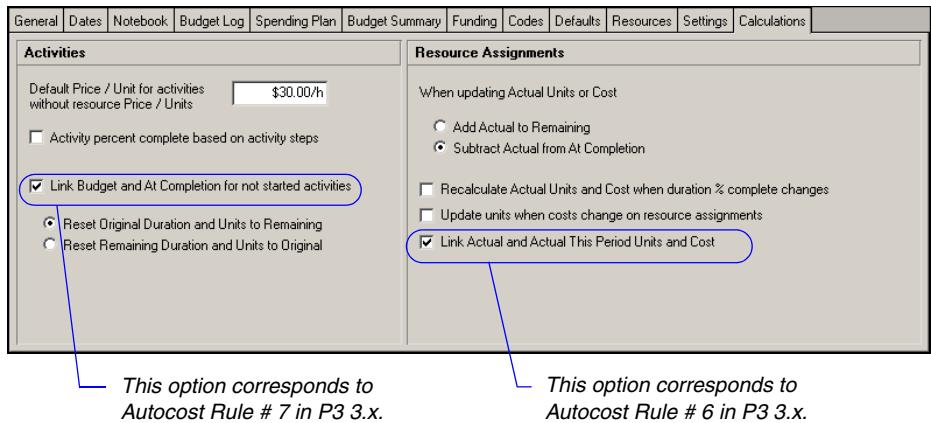 General Dates Notebook Budget Log Spending Plan Budget Summary Funding Codes Defaults Resources Settings Calculations
Activities
Default Price / Unit for activities
without resource Price / Units
$30.00/h
Activity percent complete based on activity steps
Link Budget and At Completion for not started activities
Reset Original Duration and Units to Remaining
Reset Remaining Duration and Units to Original
Resource Assignments
When updating Actual Units or Cost
Add Actual to Remaining
Subtract Actual from At Completion
Recalculate Actual Units and Cost when duration % complete changes
Update units when costs change on resource assignments
Link Actual and Actual This Period Units and Cost
This option corresponds to
Autocost Rule # 7 in P3 3.x.
This option corresponds to
Autocost Rule # 6 in P3 3.x.